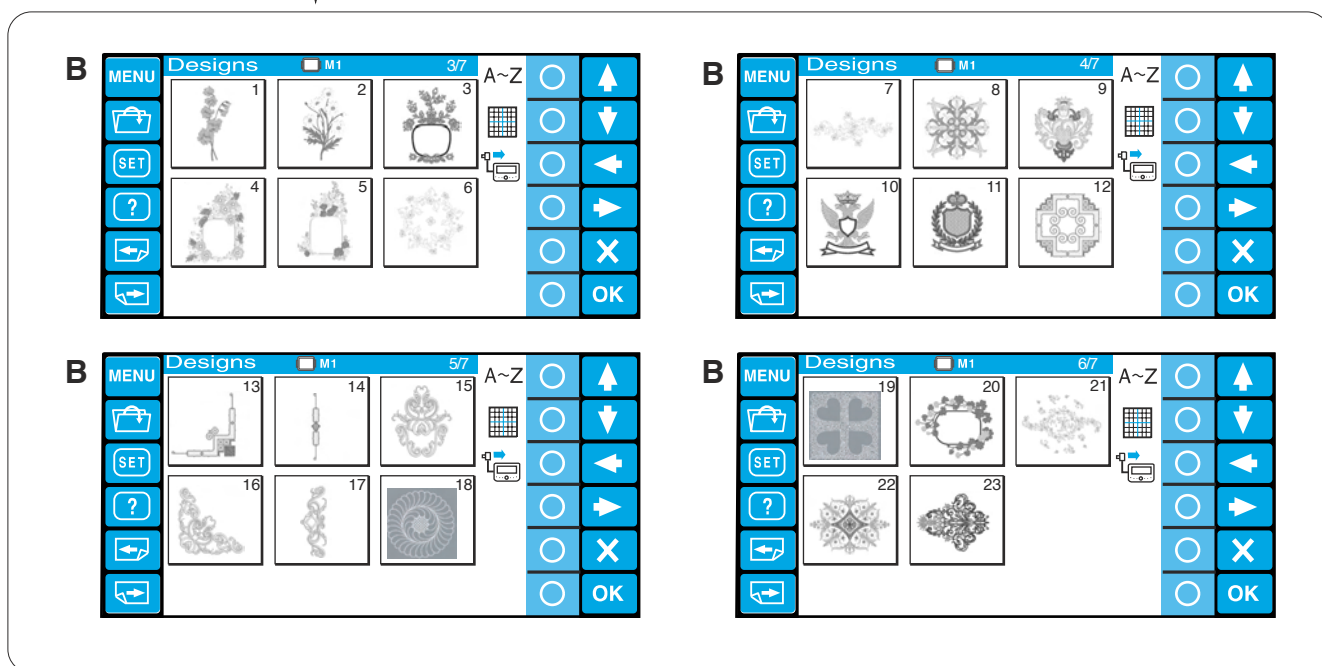 B
MENU
Designs M1 3/7
A~Z
1 2 3
SET
4 5 6
?
OK
B
MENU
Designs M1 4/7
A~Z
7 8 9
SET
10 11 12
?
OK
B
MENU
Designs M1 5/7
A~Z
13 14 15
SET
16 17 18
?
OK
B
MENU
Designs M1 6/7
A~Z
19 20 21
SET
22 23
?
OK